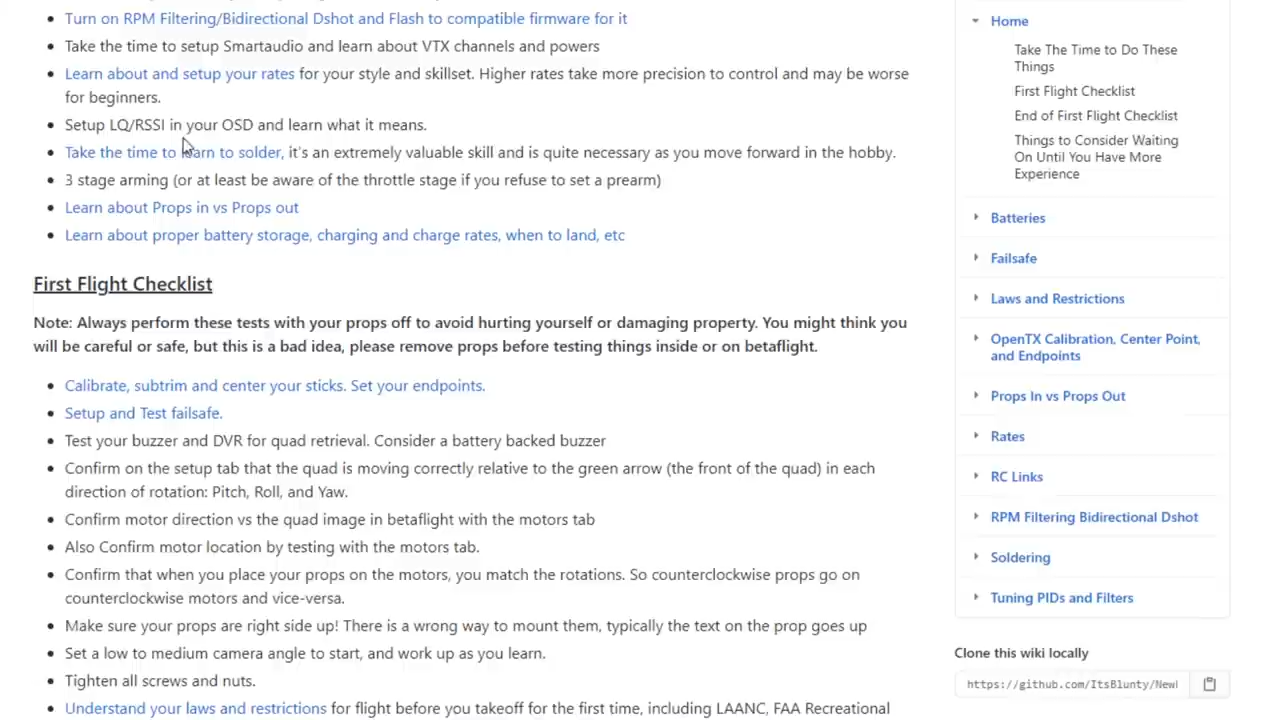 Turn on RPM Filtering/Bidirectional Dshot and Flash to compatible firmware for it
Take the time to setup Smartaudio and learn about VTX channels and powers
Learn about and setup your rates for your style and skillset. Higher rates take more precision to control and may be worse
for beginners.
Setup LQ/RSSI in your OSD and learn what it means.
Take the time to learn to solder, it's an extremely valuable skill and is quite necessary as you move forward in the hobby.
3 stage arming (or at least be aware of the throttle stage if you refuse to set a prearm)
Learn about Props in vs Props out
Learn about proper battery storage, charging and charge rates, when to land, etc
First Flight Checklist
Note: Always perform these tests with your props off to avoid hurting yourself or damaging property. You might think you
will be careful or safe, but this is a bad idea, please remove props before testing things inside or on betaflight.
Calibrate, subtrim and center your sticks. Set your endpoints.
Setup and Test failsafe.
Test your buzzer and DVR for quad retrieval. Consider a battery backed buzzer
Confirm on the setup tab that the quad is moving correctly relative to the green arrow (the front of the quad) in each
direction of rotation: Pitch, Roll, and Yaw.
Confirm motor direction vs the quad image in betaflight with the motors tab
Also Confirm motor location by testing with the motors tab.
Confirm that when you place your props on the motors, you match the rotations. So counterclockwise props go on
counterclockwise motors and vice-versa.
Make sure your props are right side up! There is a wrong way to mount them, typically the text on the prop goes up
Set a low to medium camera angle to start, and work up as you learn.
Tighten all screws and nuts.
Understand your laws and restrictions for flight before you takeoff for the first time, including LAANC, FAA Recreational
Home
Take The Time to Do These
Things
First Flight Checklist
End of First Flight Checklist
Things to Consider Waiting
On Until You Have More
Experience
Batteries
Failsafe
Laws and Restrictions
OpenTX Calibration, Center Point,
and Endpoints
Props In vs Props Out
Rates
RC Links
RPM Filtering Bidirectional Dshot
Soldering
Tuning PIDs and Filters
Clone this wiki locally
https://github.com/ItsBlunty/New